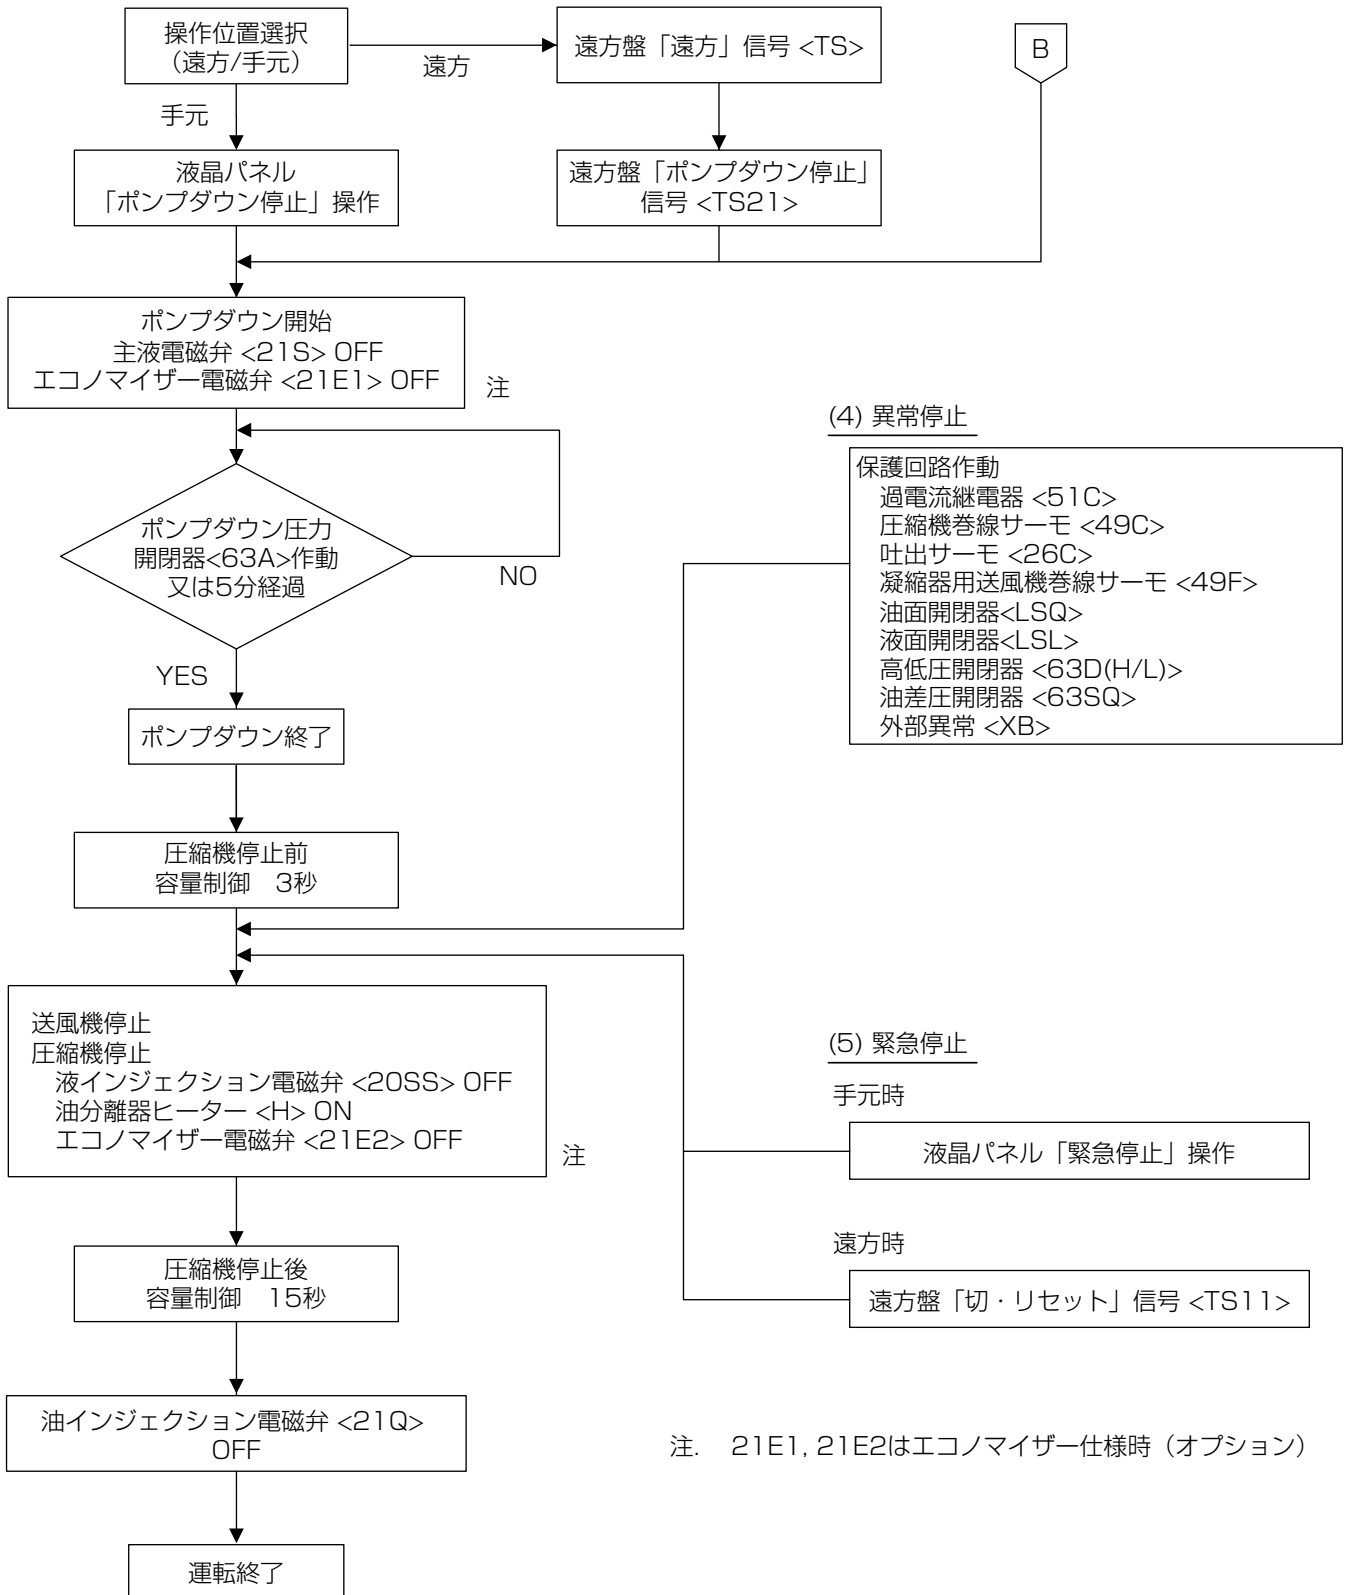 操作位置選択
(遠方/手元)
遠方
遠方盤「遠方」信号 <TS>
B
手元
液晶パネル
「ポンプダウン停止」操作
遠方盤「ポンプダウン停止」
信号 <TS21>
ポンプダウン開始
主液電磁弁 <21S> OFF
エコノマイザー電磁弁 <21E1> OFF
注
ポンプダウン圧力
開閉器<63A>作動
又は5分経過
NO
YES
ポンプダウン終了
圧縮機停止前
容量制御　3秒
(4) 異常停止
保護回路作動
過電流継電器 <51C>
圧縮機巻線サーモ <49C>
吐出サーモ <26C>
凝縮器用送風機巻線サーモ <49F>
油面開閉器<LSQ>
液面開閉器<LSL>
高低圧開閉器 <63D(H/L)>
油差圧開閉器 <63SQ>
外部異常 <XB>
送風機停止
圧縮機停止
液インジェクション電磁弁 <20SS> OFF
油分離器ヒーター <H> ON
エコノマイザー電磁弁 <21E2> OFF
注
(5) 緊急停止
手元時
液晶パネル「緊急停止」操作
遠方時
遠方盤「切・リセット」信号 <TS11>
圧縮機停止後
容量制御　15秒
油インジェクション電磁弁 <21Q>
OFF
注.　21E1, 21E2はエコノマイザー仕様時（オプション）
運転終了